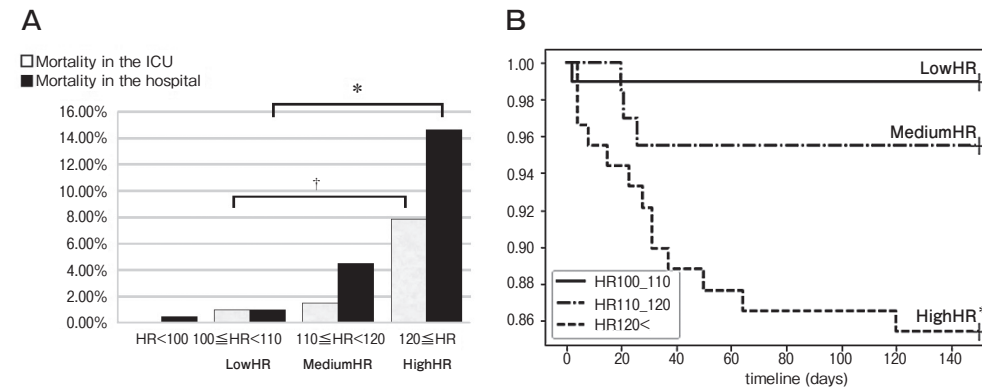 A
□Mortality in the ICU
■Mortality in the hospital
*
†
16.00%
14.00%
12.00%
10.00%
8.00%
6.00%
4.00%
2.00%
0.00%
HR<100 100≦HR<110 110≦HR<120 120≦HR
LowHR MediumHR HighHR
B
1.00
0.98
0.96
0.94
0.92
0.90
0.88
0.86
LowHR
MediumHR
HighHR*
HR100_110
HR110_120
HR120<
0 20 40 60 80 100 120 140
timeline (days)